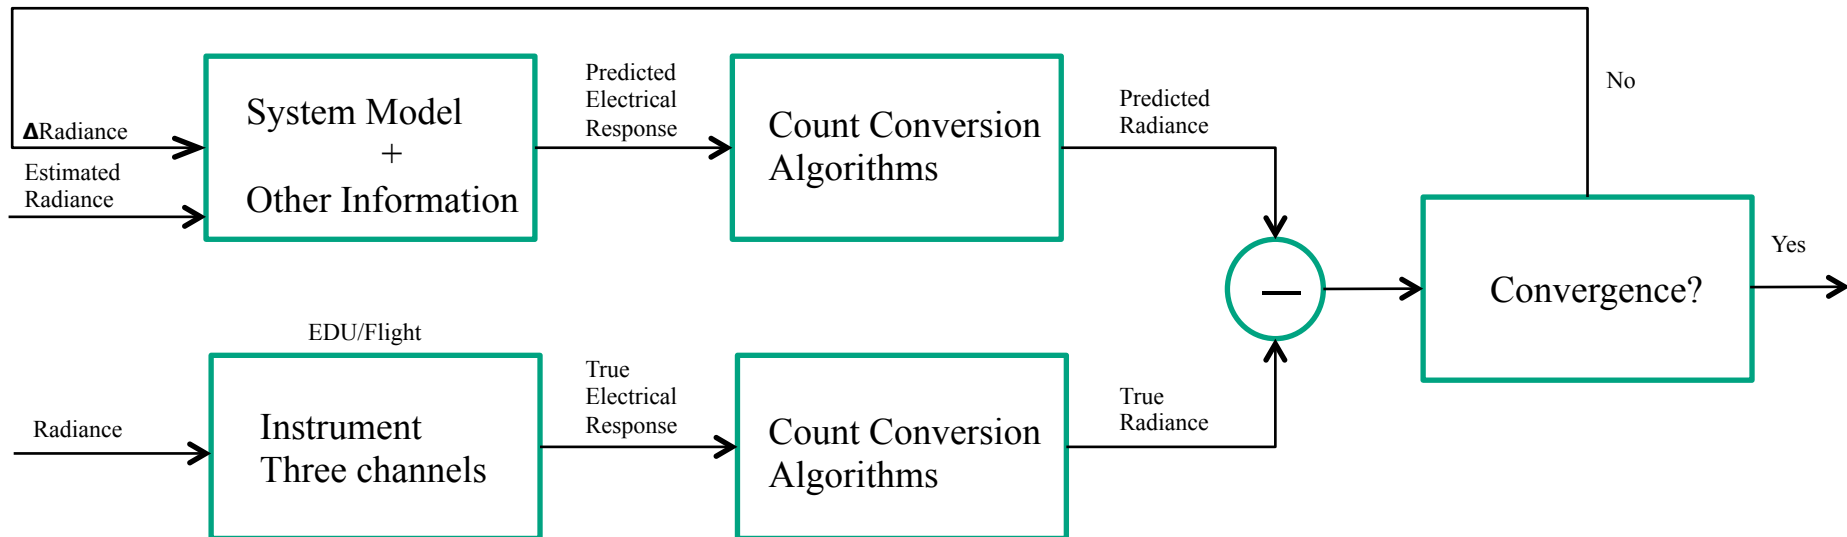 No
Predicted
Electrical
Response
Predicted
Radiance
ΔRadiance
Estimated
Radiance
System Model
+
Other Information
Count Conversion
Algorithms
Yes
—
Convergence?
EDU/Flight
True
Electrical
Response
True
Radiance
Radiance
Instrument
Three channels
Count Conversion
Algorithms